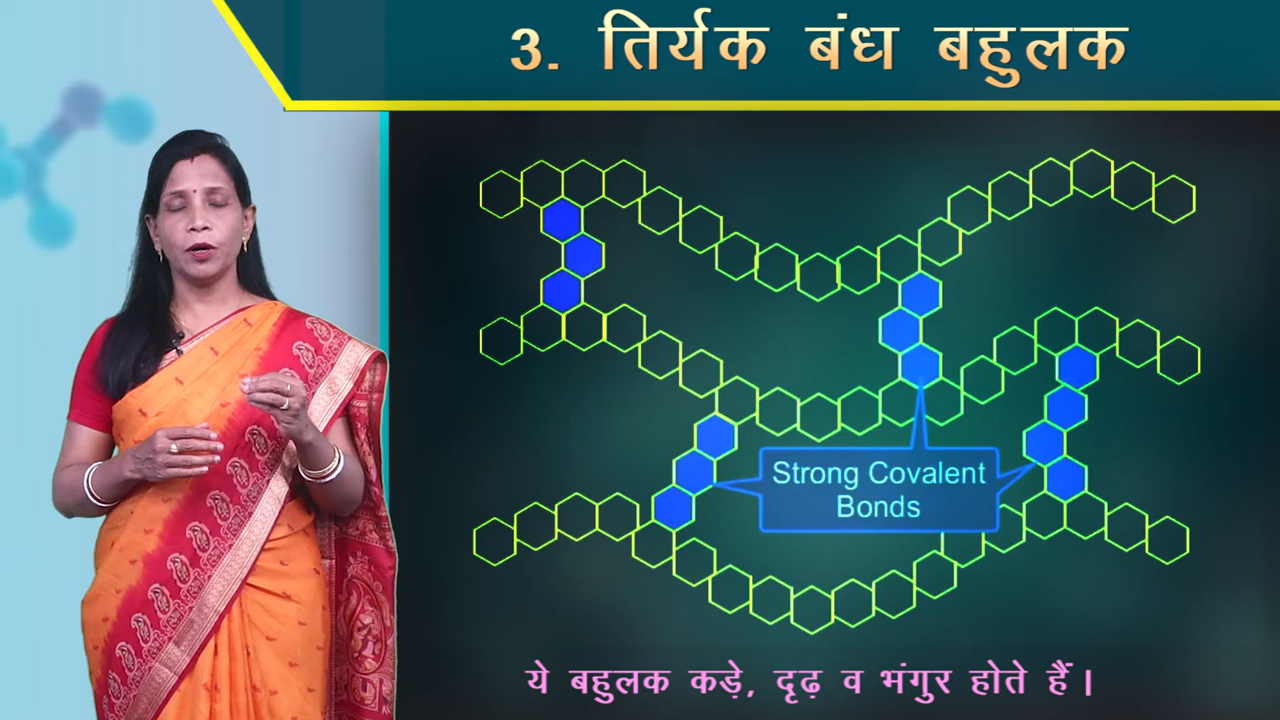 3. तिर्यक बंध बहुलक
Strong Covalent
Bonds
ये बहुलक कड़े, दृढ़ व भंगुर होते हैं।